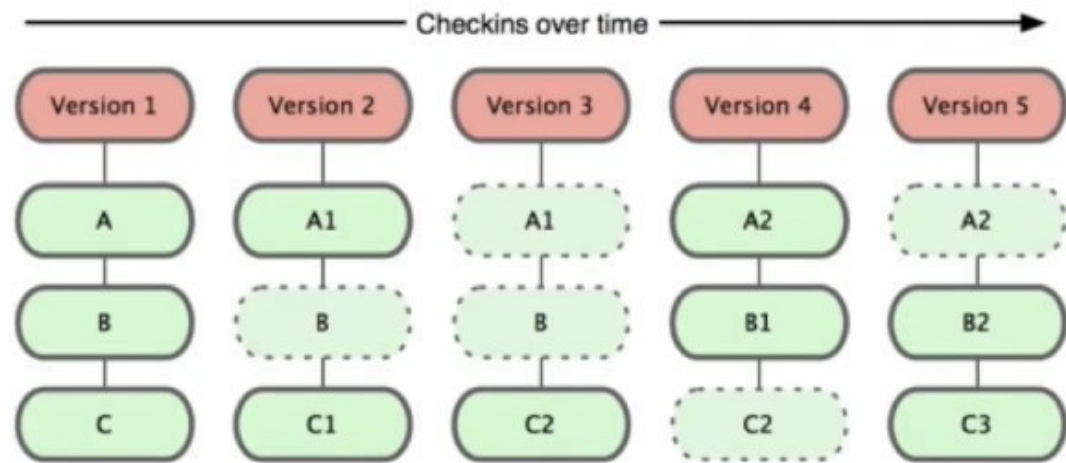 Checkins over time
Version 1 Version 2 Version 3 Version 4 Version 5
A A1 A1 A2 A2
B B B B1 B2
C C1 C2 C2 C3